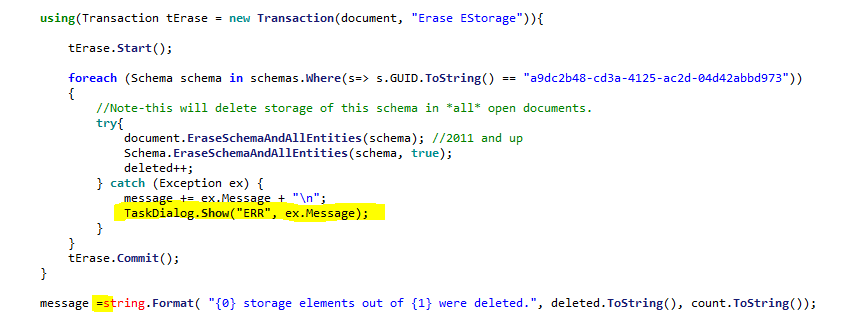 using(Transaction tErase = new Transaction(document, "Erase EStorage")){
tErase.Start();
foreach (Schema schema in schemas.Where(s=> s.GUID.ToString() == "a9dc2b48-cd3a-4125-ac2d-04d42abbd973"))
{
//Note-this will delete storage of this schema in *all* open documents.
try{
document.EraseSchemaAndAllEntities(schema); //2011 and up
Schema.EraseSchemaAndAllEntities(schema, true);
deleted++;
} catch (Exception ex) {
message += ex.Message + "\n";
TaskDialog.Show("ERR", ex.Message);
}
}
tErase.Commit();
}
message =string.Format( "{0} storage elements out of {1} were deleted.", deleted.ToString(), count.ToString());